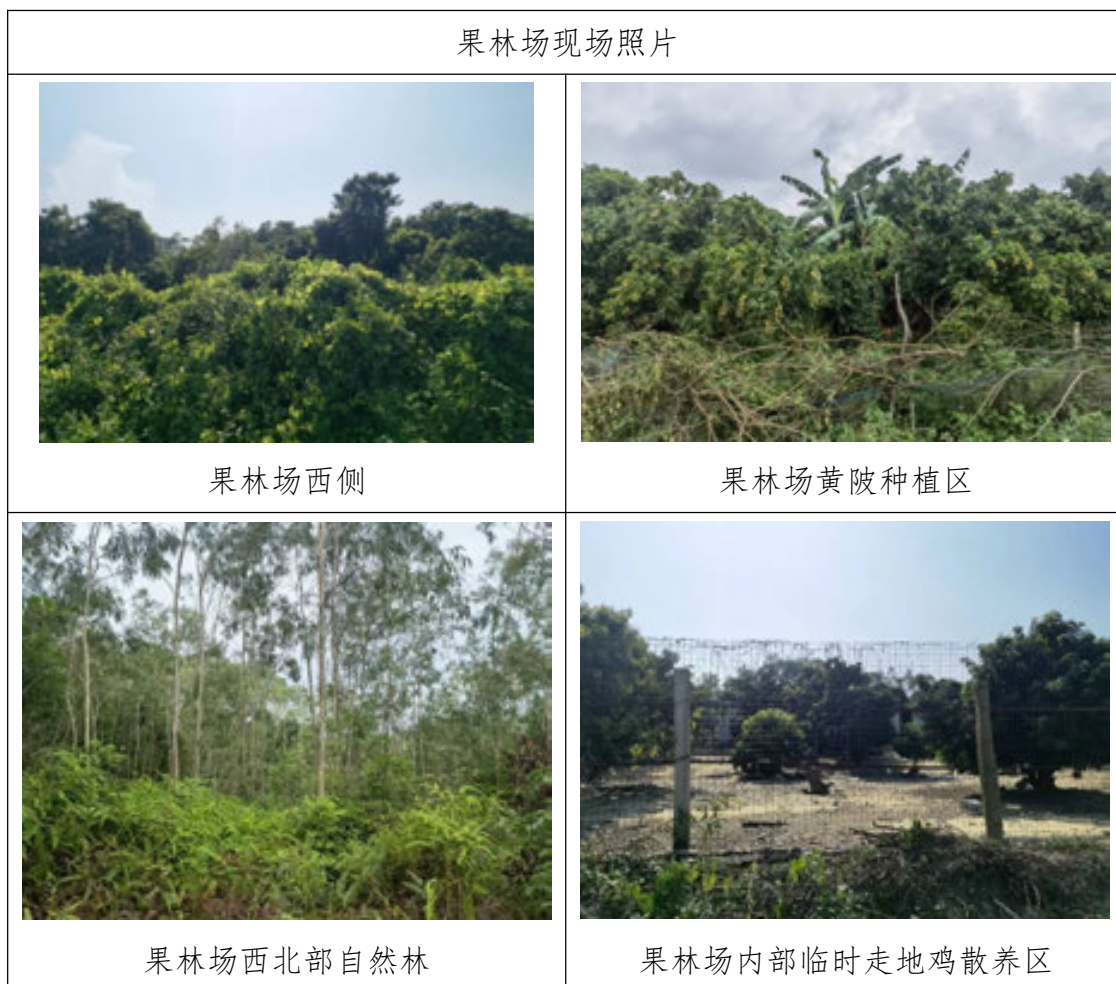 果林场现场照片
果林场西侧
果林场黄陂种植区
果林场西北部自然林
果林场内部临时走地鸡散养区